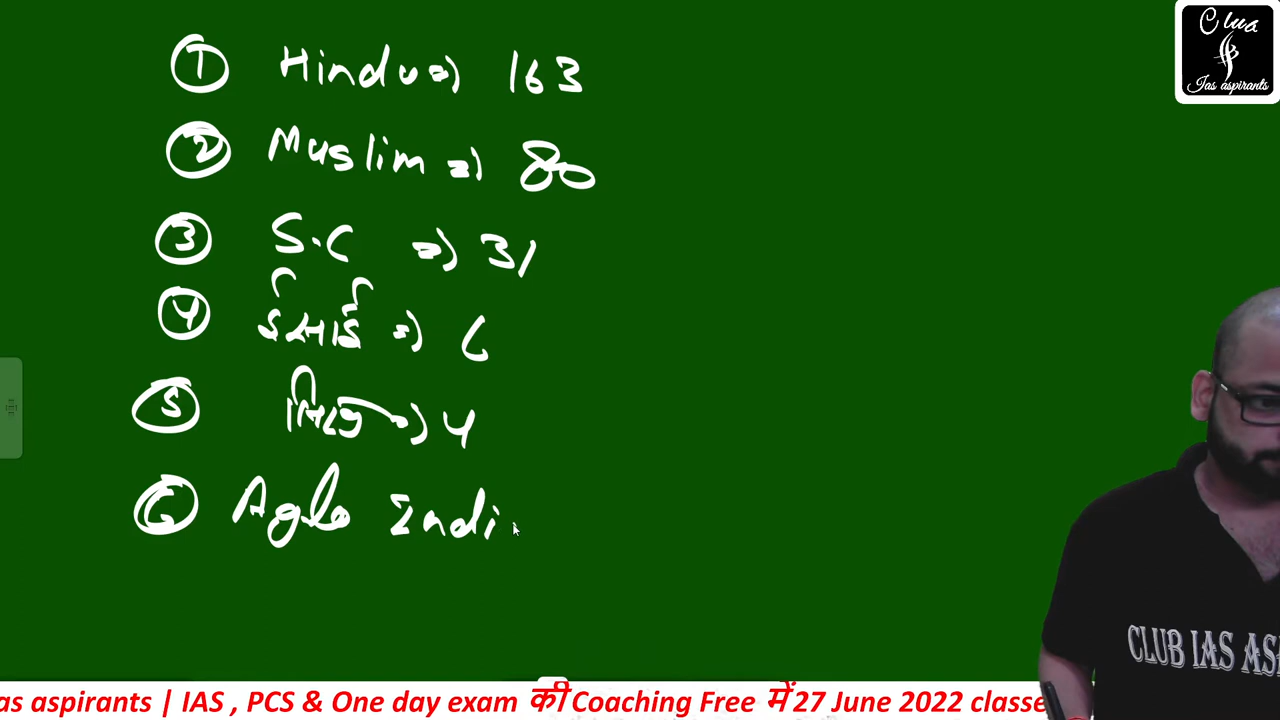 ① Hindu ⇒ 163
② Muslim ⇒ 80
③ S.C ⇒ 31
④ ईसाई ⇒ 6
⑤ सिख ⇒ 4
⑥ Aglo Indi
Club
Ias aspirants
as aspirants | IAS , PCS & One day exam की Coaching Free में 27 June 2022 classe
CLUB IAS AS